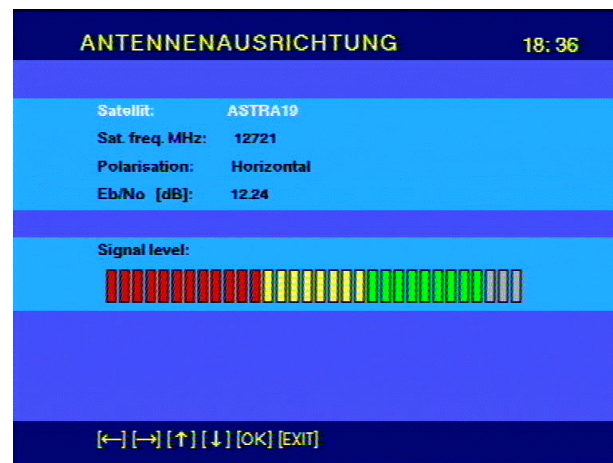 ANTENNENAUSRICHTUNG 18:36
Satellit: ASTRA19
Sat. freq. MHz: 12721
Polarisation: Horizontal
Eb/No [dB]: 12.24
Signal level:
[←] [→] [↑] [↓] [OK] [EXIT]